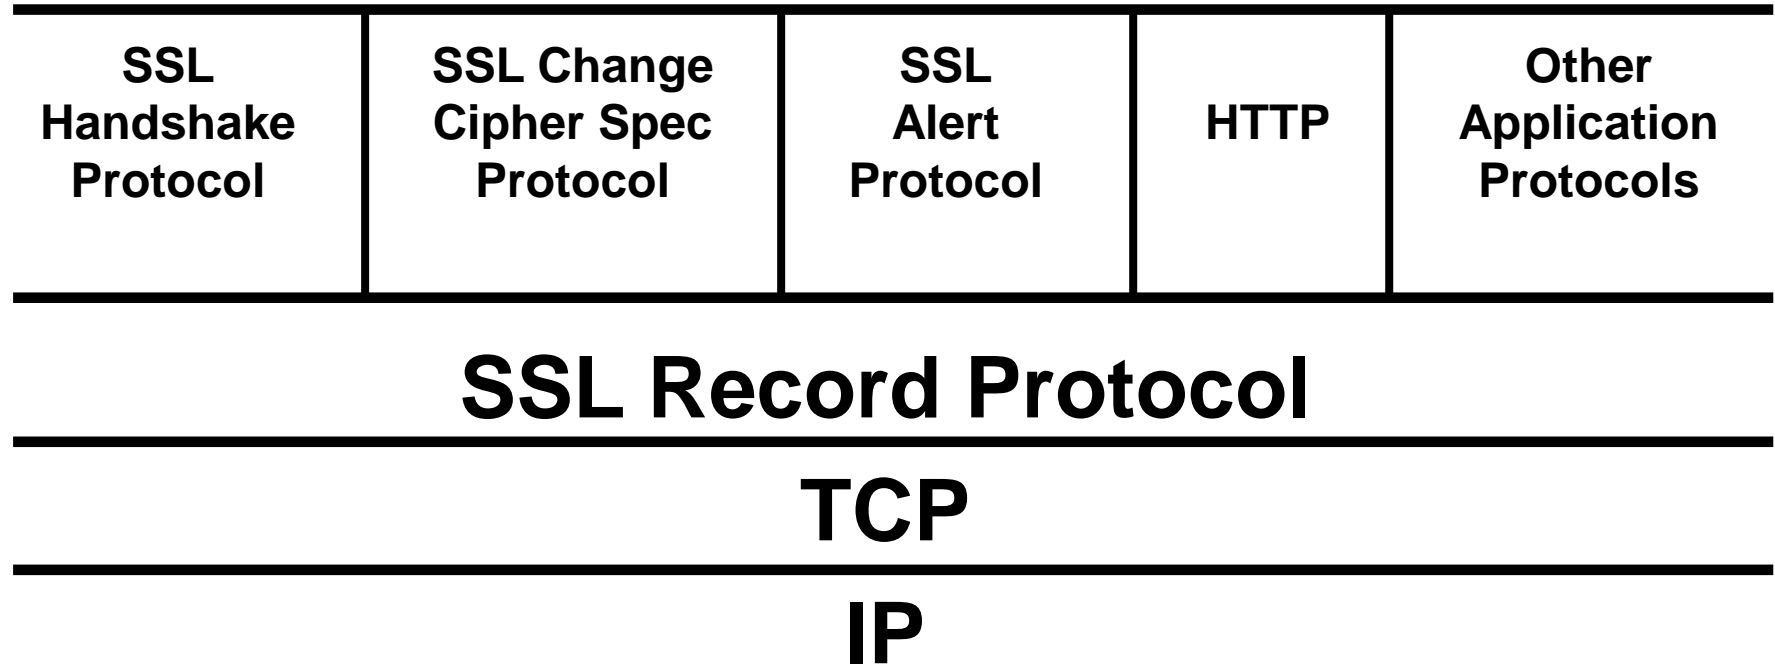 SSL
Handshake
Protocol
SSL Change
Cipher Spec
Protocol
SSL
Alert
Protocol
HTTP
Other
Application
Protocols
SSL Record Protocol
TCP
IP